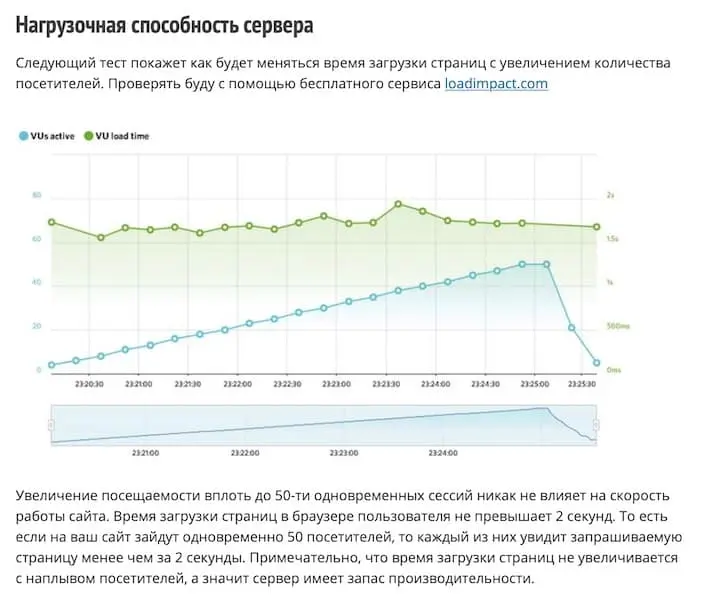 Нагрузочная способность сервера
Следующий тест покажет как будет меняться время загрузки страниц с увеличением количества
посетителей. Проверять буду с помощью бесплатного сервиса loadimpact.com
VUs active VU load time
80 2s
60 1.5s
40 1s
20 500ms
0 0ms
23:20:30 23:21:00 23:21:30 23:22:00 23:22:30 23:23:00 23:23:30 23:24:00 23:24:30 23:25:00 23:25:30
23:21:00 23:22:00 23:23:00 23:24:00
Увеличение посещаемости вплоть до 50-ти одновременных сессий никак не влияет на скорость
работы сайта. Время загрузки страниц в браузере пользователя не превышает 2 секунд. То есть
если на ваш сайт зайдут одновременно 50 посетителей, то каждый из них увидит запрашиваемую
страницу менее чем за 2 секунды. Примечательно, что время загрузки страниц не увеличивается
с наплывом посетителей, а значит сервер имеет запас производительности.